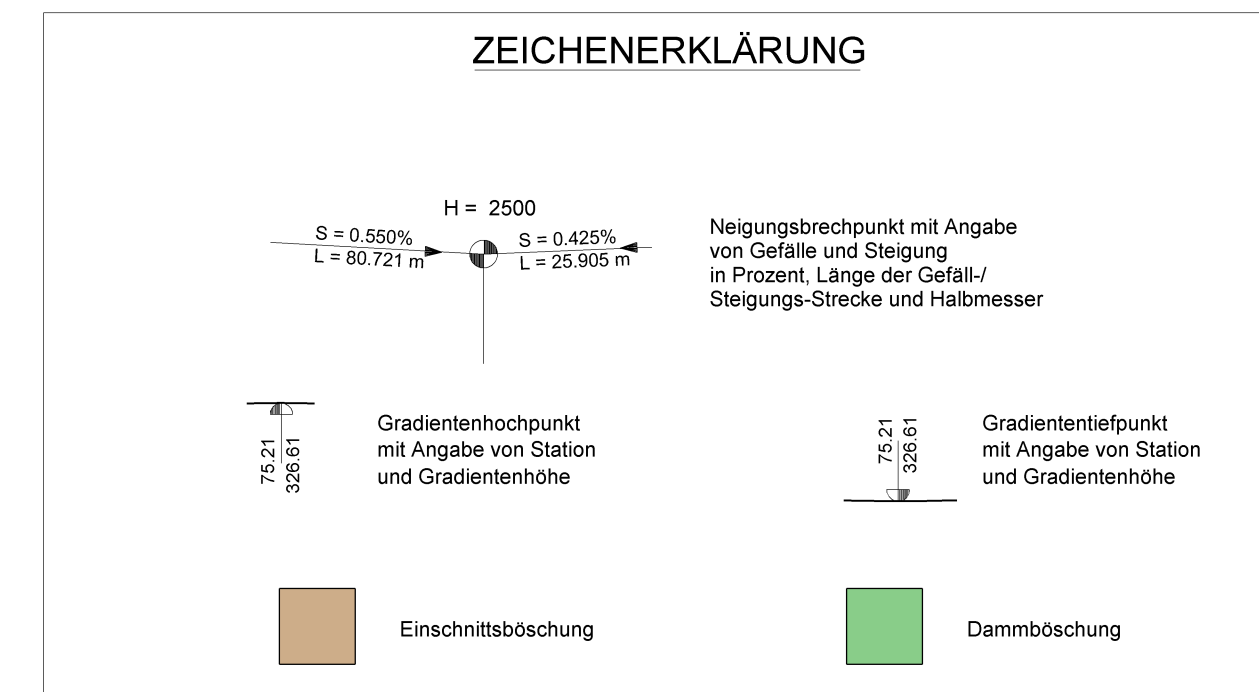 ZEICHENERKLÄRUNG
H = 2500
S = 0.550%
L = 80.721 m
S = 0.425%
L = 25.905 m
Neigungsbrechpunkt mit Angabe
von Gefälle und Steigung
in Prozent, Länge der Gefäll-/
Steigungs-Strecke und Halbmesser
75.21
326.61
Gradientenhochpunkt
mit Angabe von Station
und Gradientenhöhe
75.21
326.61
Gradiententiefpunkt
mit Angabe von Station
und Gradientenhöhe
Einschnittsböschung
Dammböschung